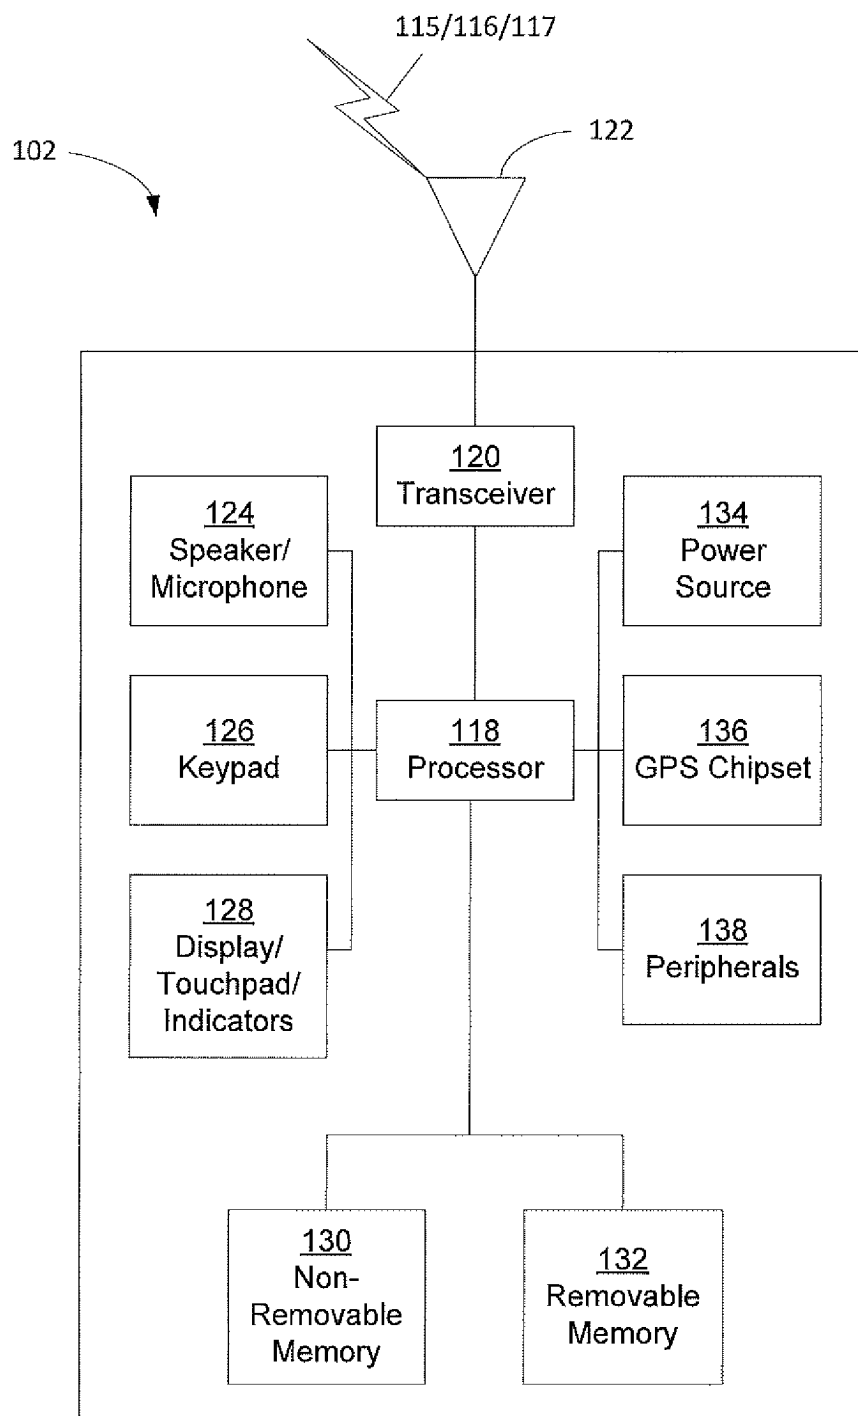 115/116/117
122
102
120
Transceiver
124
Speaker/
Microphone
134
Power
Source
126
Keypad
118
Processor
136
GPS Chipset
128
Display/
Touchpad/
Indicators
138
Peripherals
130
Non-
Removable
Memory
132
Removable
Memory